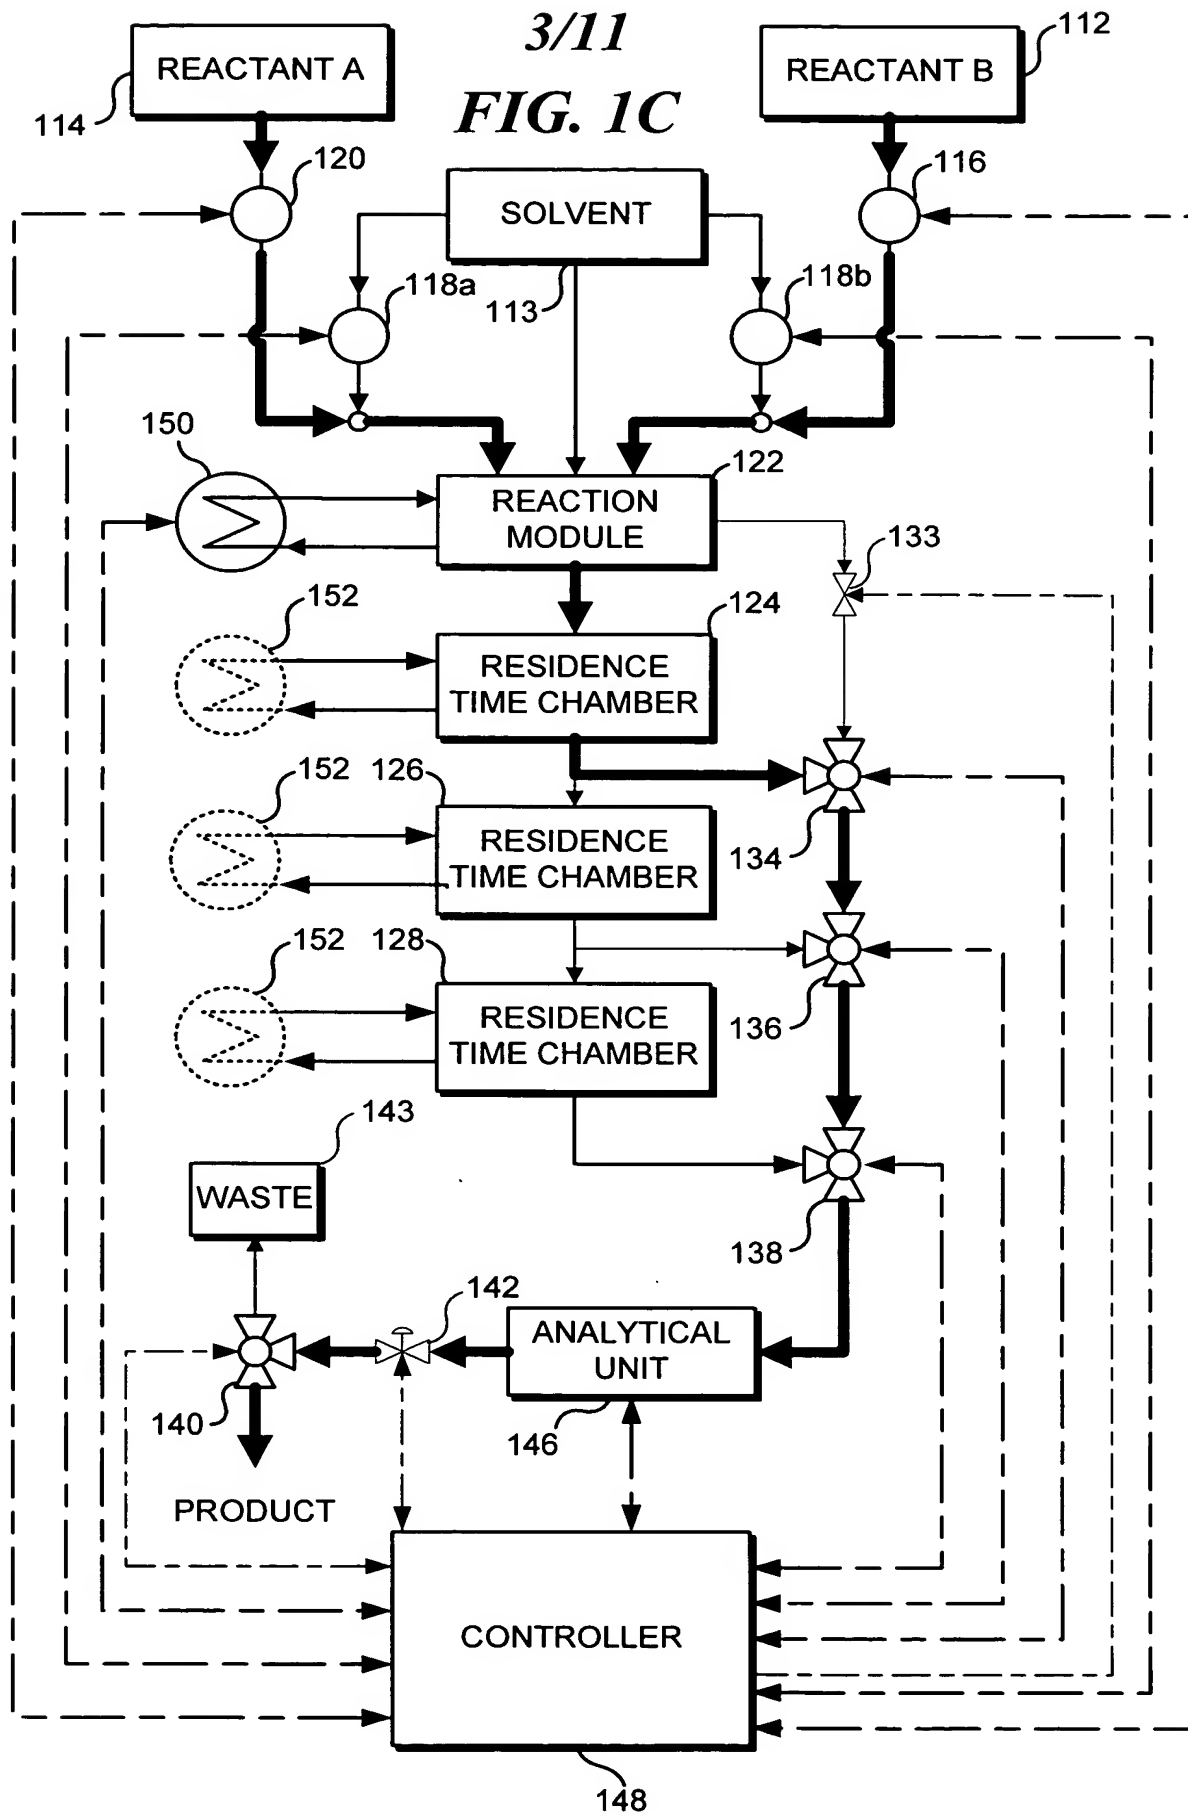 3/11
FIG. 1C
REACTANT A
114
REACTANT B
112
120
116
SOLVENT
113
118a
118b
150
REACTION
MODULE
122
133
152
RESIDENCE
TIME CHAMBER
124
134
152
126
RESIDENCE
TIME CHAMBER
136
152
128
RESIDENCE
TIME CHAMBER
138
143
WASTE
142
ANALYTICAL
UNIT
146
140
PRODUCT
CONTROLLER
148